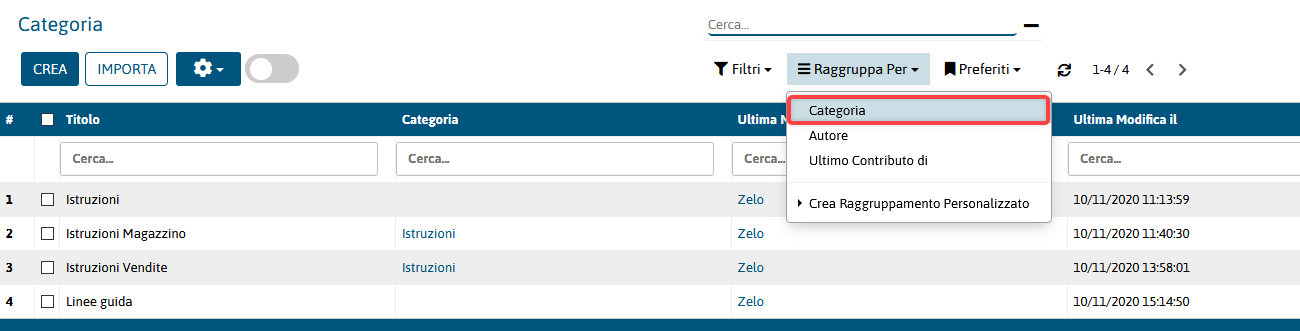 Categoria
Cerca...
CREA IMPORTA Filtri Raggruppa Per Preferiti 1-4 / 4
Categoria
Autore
Ultimo Contributo di
Crea Raggruppamento Personalizzato
# Titolo Categoria Ultima Ultima Modifica il
Cerca... Cerca... Cerca... Cerca...
1 Istruzioni Zelo 10/11/2020 11:13:59
2 Istruzioni Magazzino Istruzioni Zelo 10/11/2020 11:40:30
3 Istruzioni Vendite Istruzioni Zelo 10/11/2020 13:58:01
4 Linee guida Zelo 10/11/2020 15:14:50